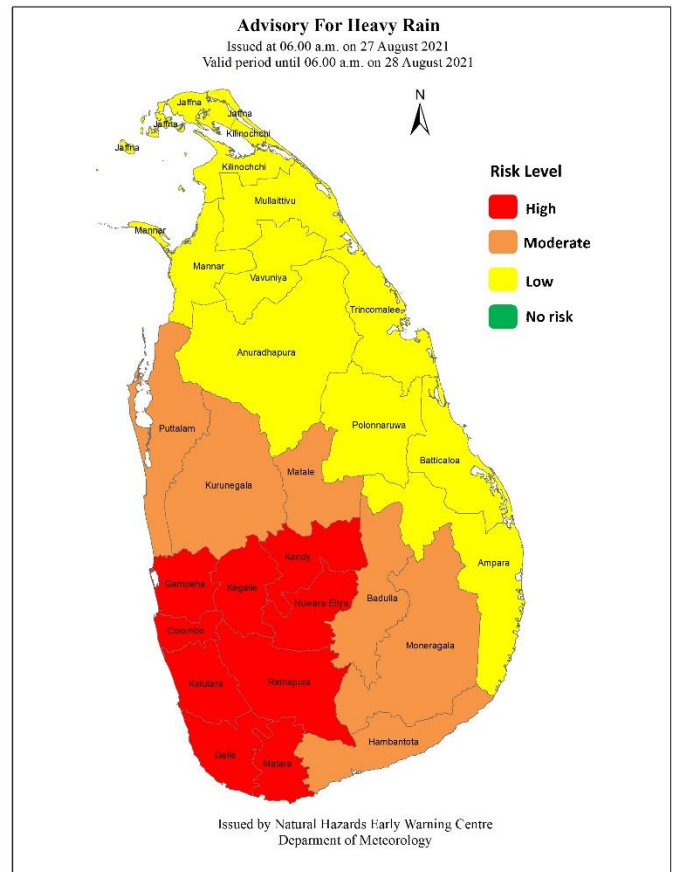 Advisory For Heavy Rain
Issued at 06.00 a.m. on 27 August 2021
Valid period until 06.00 a.m. on 28 August 2021
N
Jaffna
Jaffna
Jaffna
Kilinochchi
Jaffna
Kilinochchi
Mullaittivu
Mannar
Mannar
Vavuniya
Trincomalee
Anuradhapura
Polonnaruwa
Puttalam
Batticaloa
Matale
Kurunegala
Kandy
Ampara
Gampaha
Kegalle
Nuwara Eliya
Badulla
Colombo
Moneragala
Kalutara
Ratnapura
Hambantota
Galle
Matara
Risk Level
High
Moderate
Low
No risk
Issued by Natural Hazards Early Warning Centre
Deparment of Meteorology